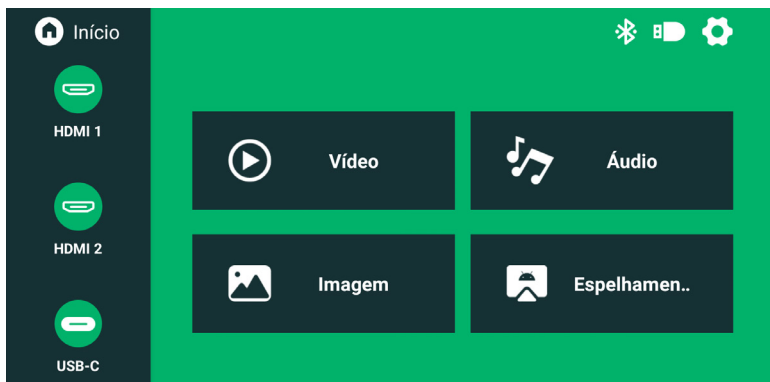 Início
HDMI 1
HDMI 2
USB-C
Vídeo
Áudio
Imagem
Espelhamen..